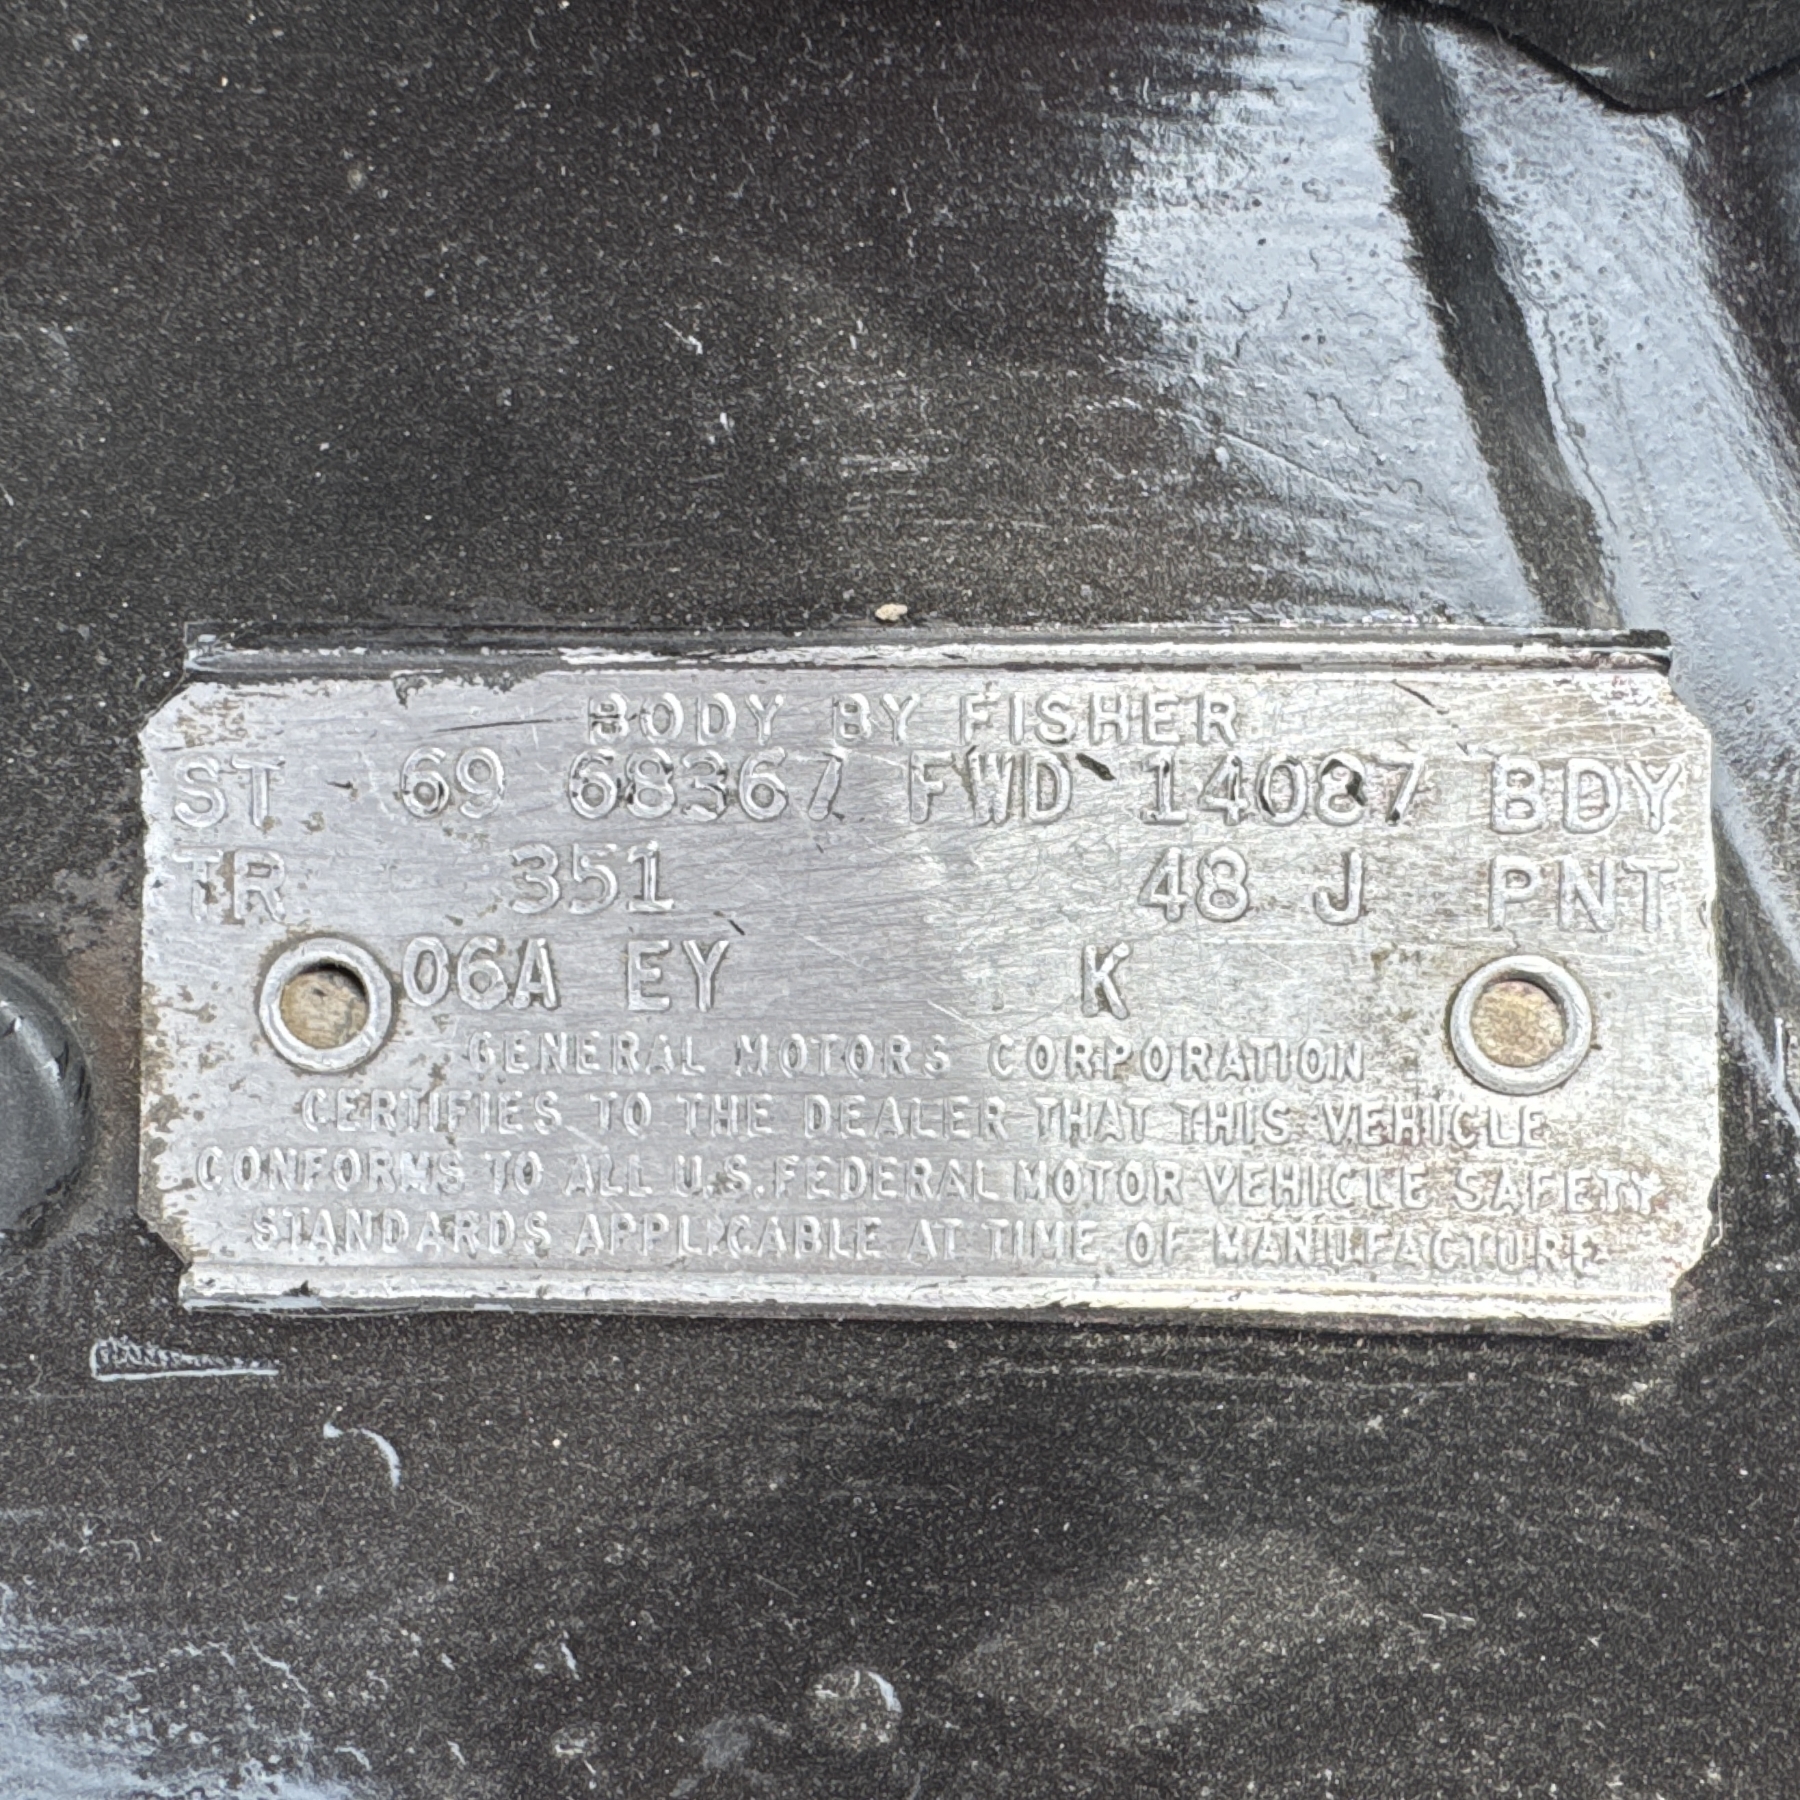 BODY BY FISHER
ST 69 68367 FWD 14087 BDY
TR 351 48 J PNT
06A EY K
GENERAL MOTORS CORPORATION
CERTIFIES TO THE DEALER THAT THIS VEHICLE
CONFORMS TO ALL U.S. FEDERAL MOTOR VEHICLE SAFETY
STANDARDS APPLICABLE AT TIME OF MANUFACTURE